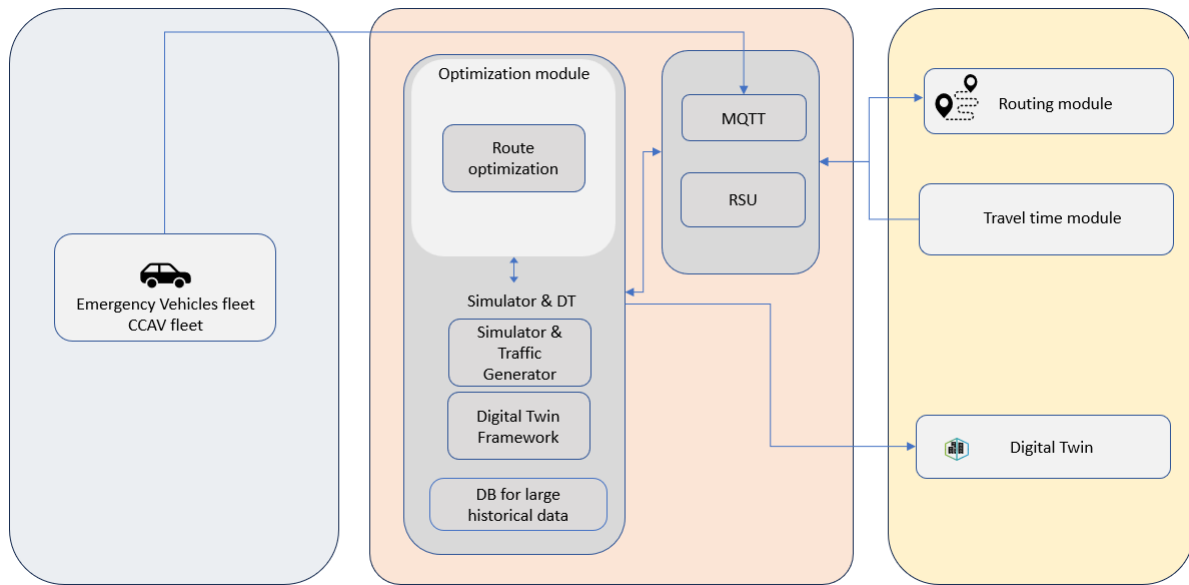 Emergency Vehicles fleet
CCAV fleet
Optimization module
Route
optimization
Simulator & DT
Simulator &
Traffic
Generator
Digital Twin
Framework
DB for large
historical data
MQTT
RSU
Routing module
Travel time module
Digital Twin